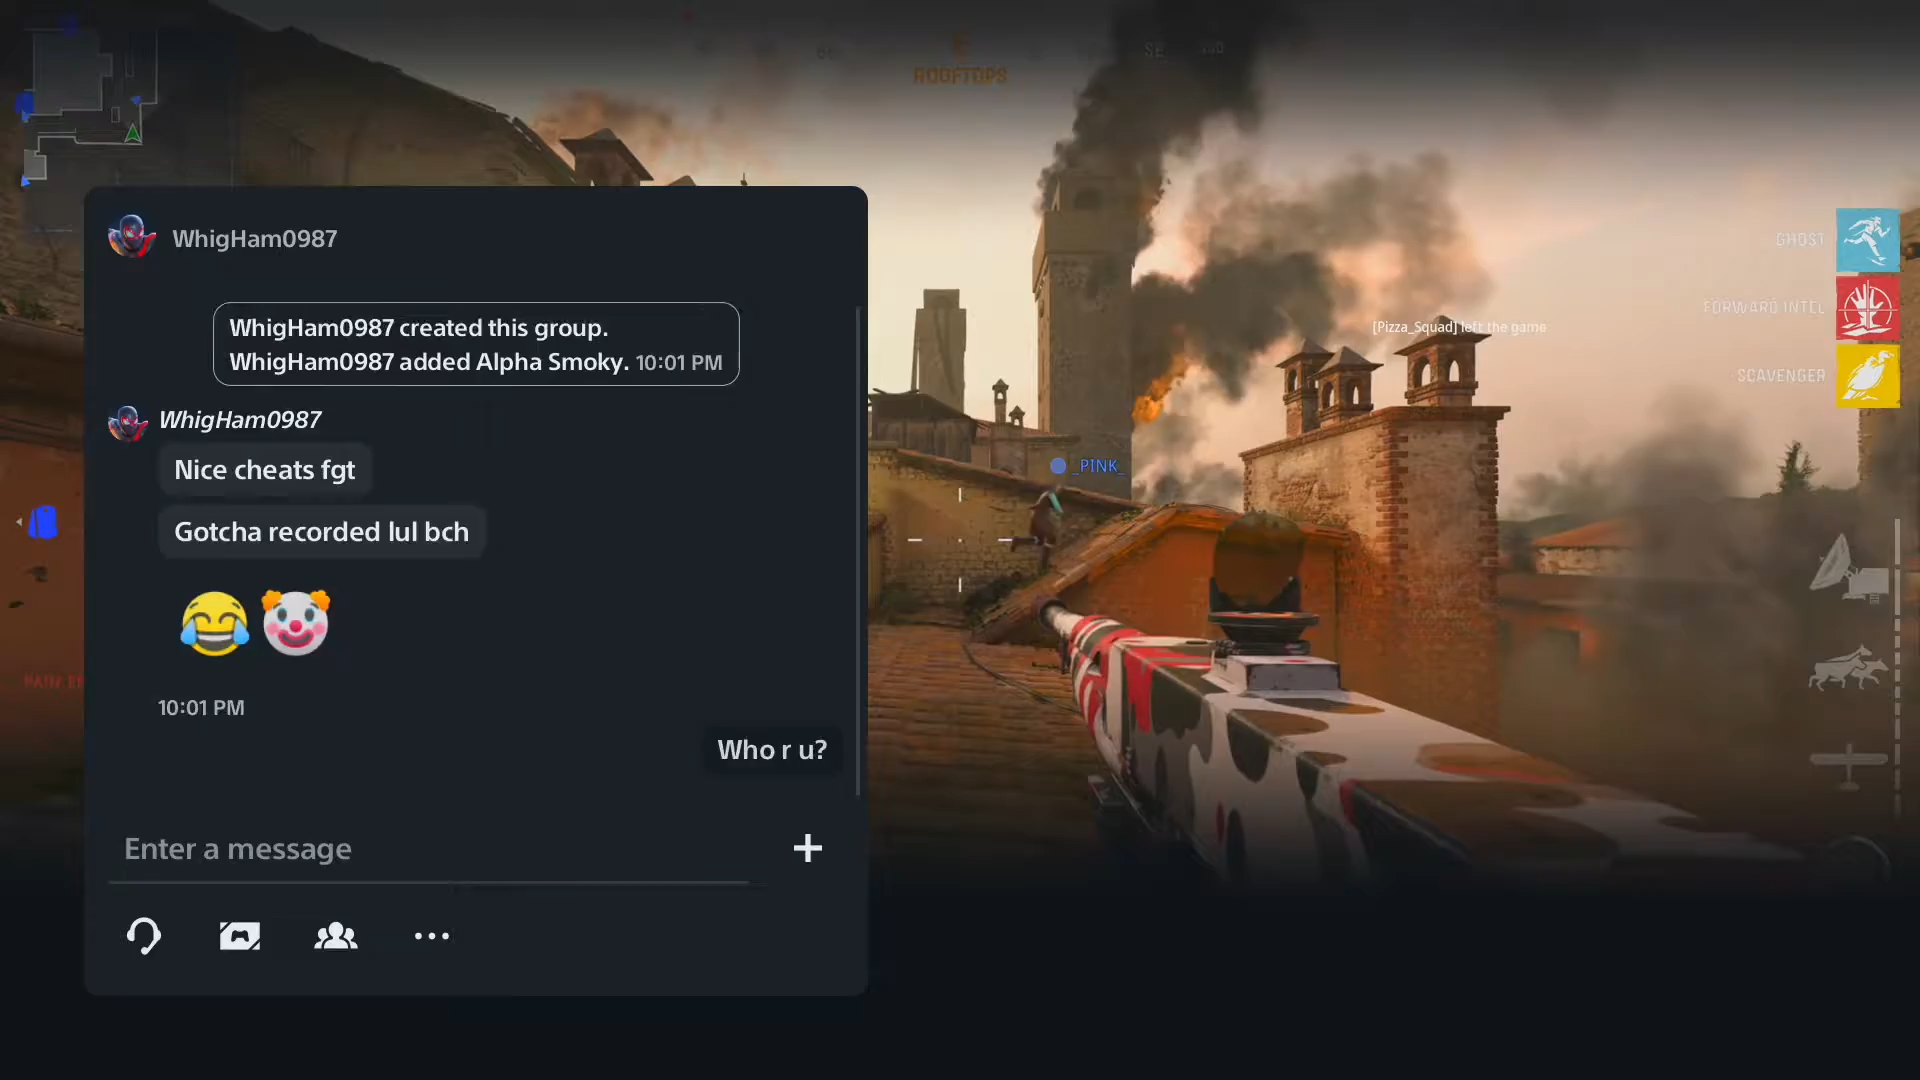 SE
ROOFTOPS
WhigHam0987
WhigHam0987 created this group.
WhigHam0987 added Alpha Smoky. 10:01 PM
WhigHam0987
Nice cheats fgt
Gotcha recorded lul bch
10:01 PM
Who r u?
Enter a message
GHOST
FORWARD INTEL
[Pizza_Squad] left the game
SCAVENGER
_PINK_